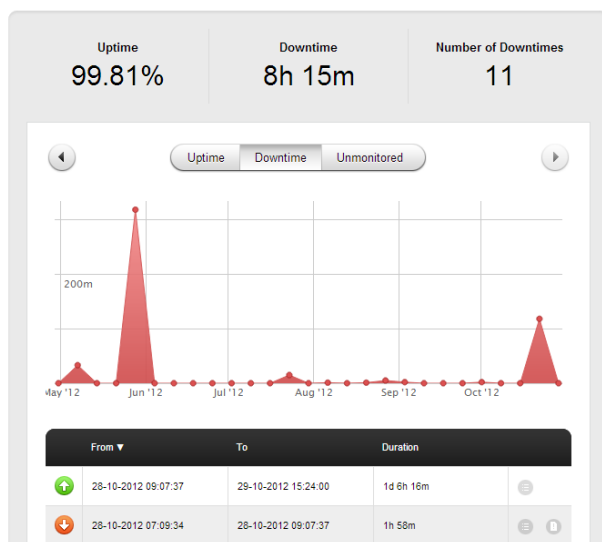 Uptime Downtime Number of Downtimes
99.81% 8h 15m 11
Uptime Downtime Unmonitored
200m
May '12 Jun '12 Jul '12 Aug '12 Sep '12 Oct '12
From ▼ To Duration
28-10-2012 09:07:37 29-10-2012 15:24:00 1d 6h 16m
28-10-2012 07:09:34 28-10-2012 09:07:37 1h 58m